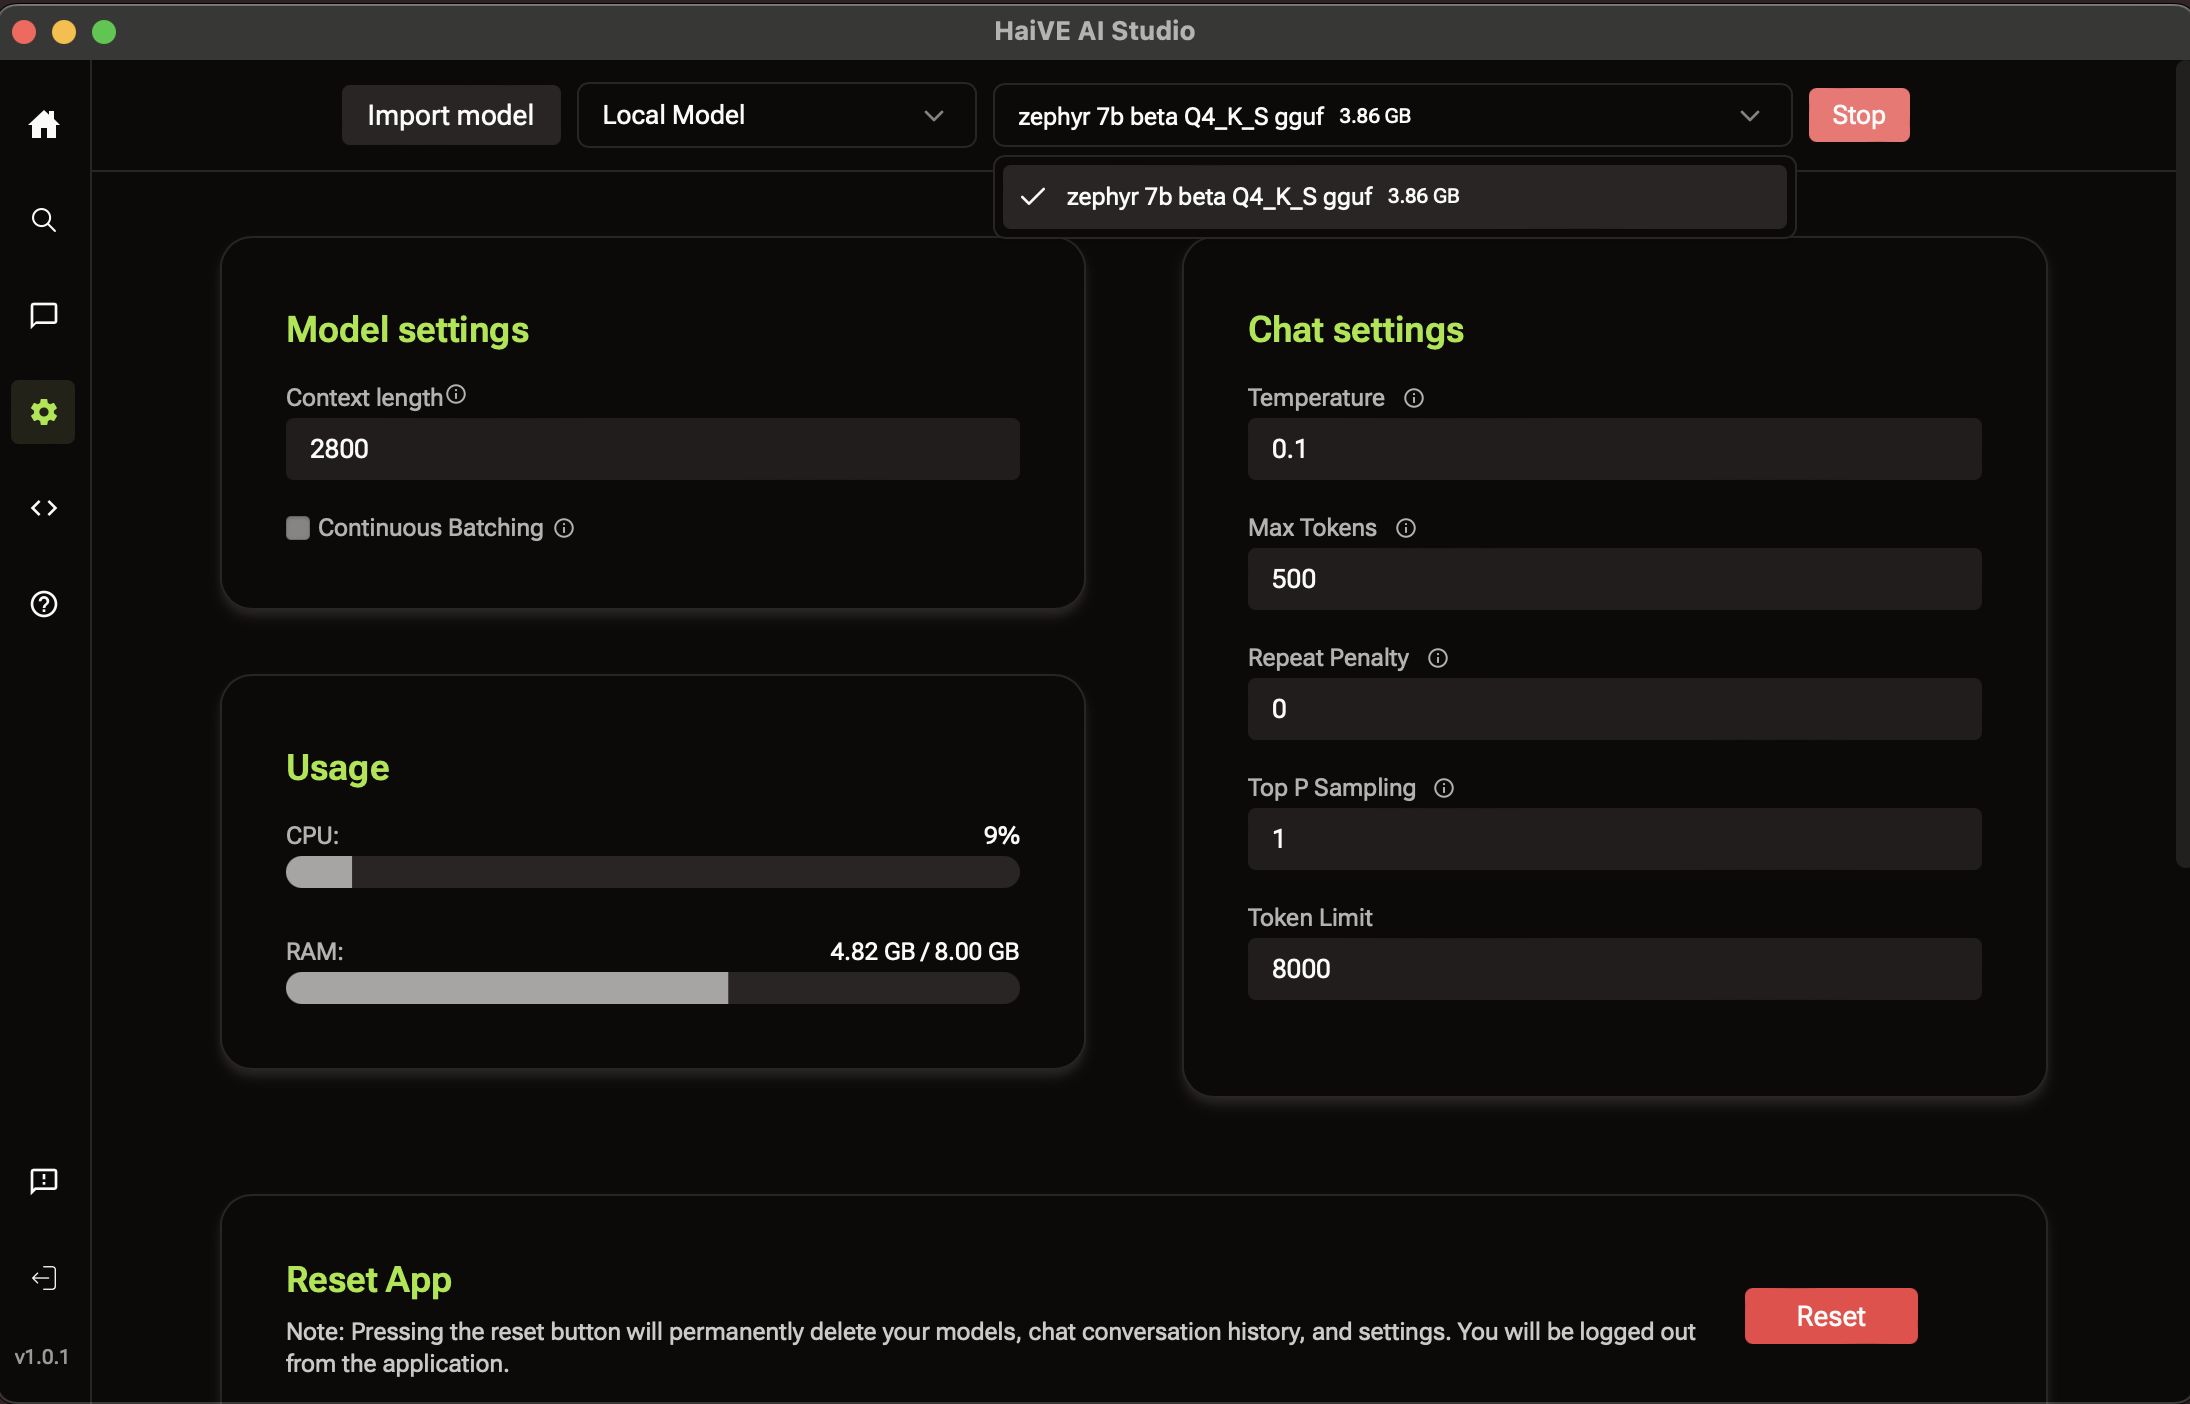 HaiVE AI Studio
Import model
Local Model
zephyr 7b beta Q4_K_S gguf 3.86 GB
Stop
zephyr 7b beta Q4_K_S gguf 3.86 GB
Model settings
Context length
2800
Continuous Batching
Usage
CPU: 9%
RAM: 4.82 GB / 8.00 GB
Chat settings
Temperature
0.1
Max Tokens
500
Repeat Penalty
0
Top P Sampling
1
Token Limit
8000
Reset App
Note: Pressing the reset button will permanently delete your models, chat conversation history, and settings. You will be logged out
from the application.
Reset
v1.0.1